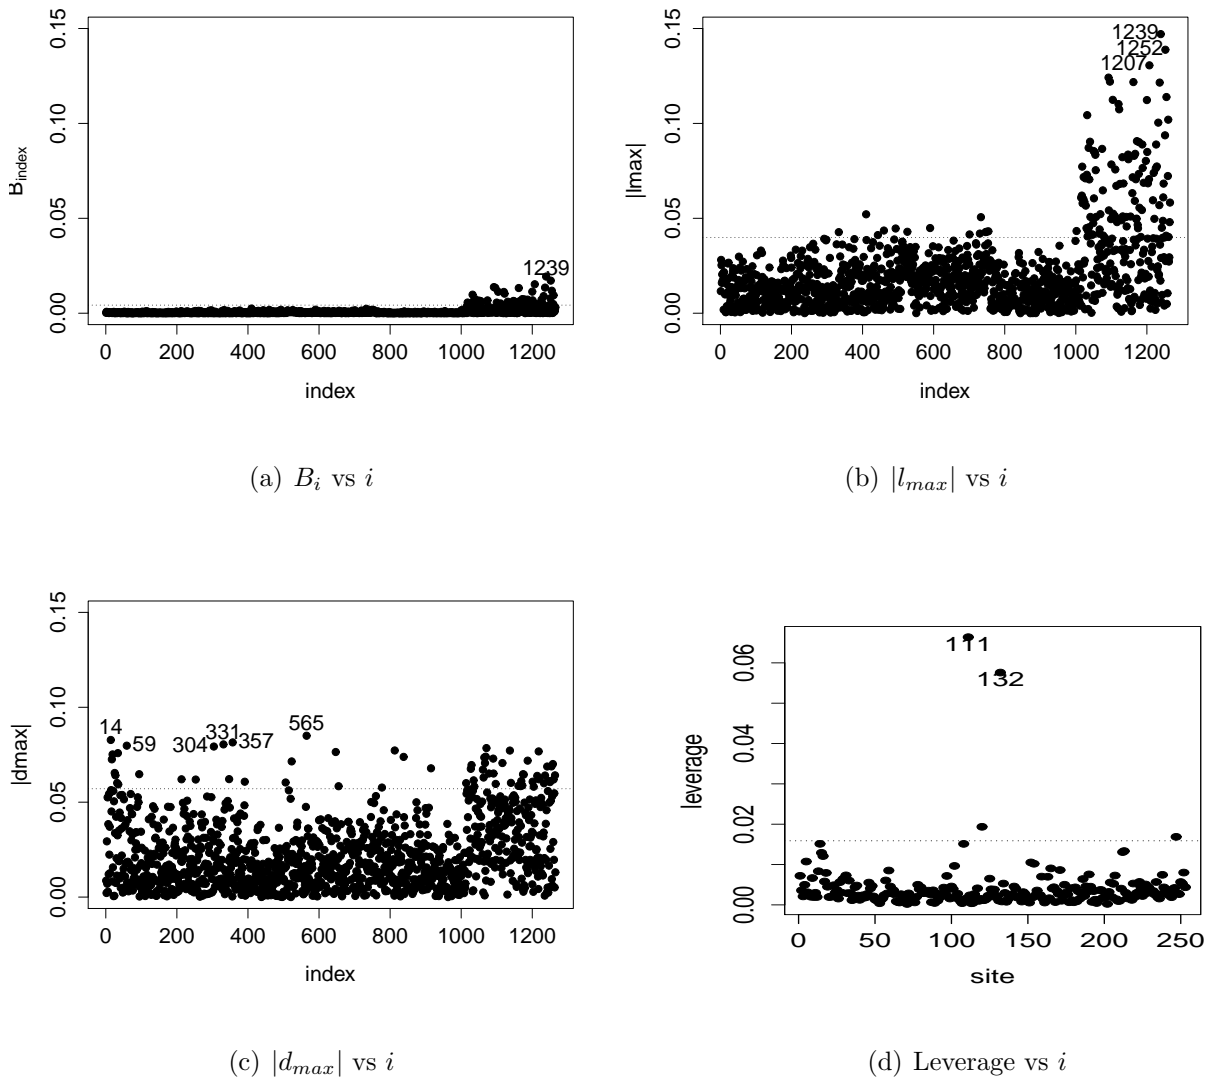 0.00 0.05 0.10 0.15
B_index
1239
0 200 400 600 800 1000 1200
index
(a) B_i vs i
0.00 0.05 0.10 0.15
|lmax|
1239
1252
1207
0 200 400 600 800 1000 1200
index
(b) |l_max| vs i
0.00 0.05 0.10 0.15
|dmax|
14
59
304
331
357
565
0 200 400 600 800 1000 1200
index
(c) |d_max| vs i
0.00 0.02 0.04 0.06
leverage
111
132
0 50 100 150 200 250
site
(d) Leverage vs i